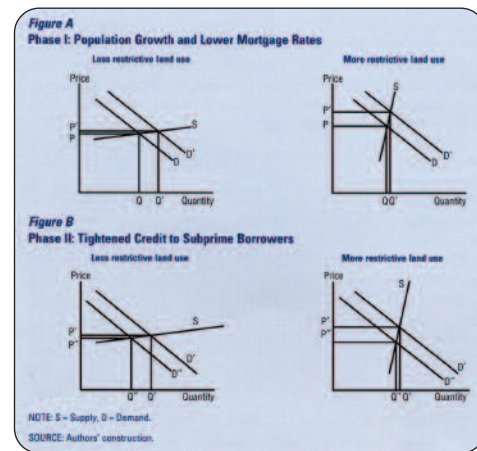 Figure A
Phase I: Population Growth and Lower Mortgage Rates
Less restrictive land use
Price
P'
P
S
D'
D
Q Q' Quantity
More restrictive land use
Price
S
P'
P
D'
D
QQ' Quantity
Figure B
Phase II: Tightened Credit to Subprime Borrowers
Less restrictive land use
Price
P'
P"
S
D'
D"
Q" Q' Quantity
More restrictive land use
Price
S
P'
P"
D'
D"
Q" Q' Quantity
NOTE: S = Supply, D = Demand.
SOURCE: Authors' construction.